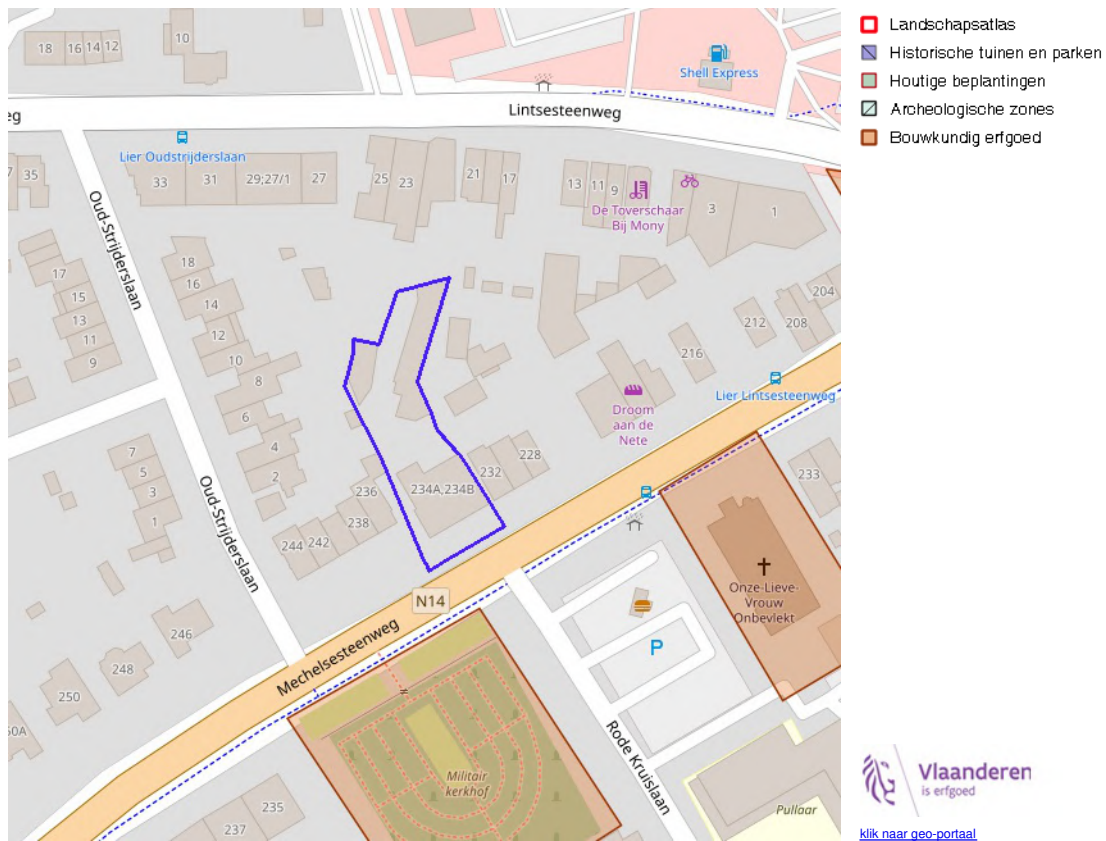 18
16
14
12
10
Shell Express
eg
Lintsesteenweg
Lier Oudstrijderslaan
35
33
31
29;27/1
27
25
23
21
17
13
11
9
3
1
De Toverschaar
Bij Mony
Oud-Strijderslaan
17
15
13
11
9
18
16
14
12
10
8
6
4
2
204
212
208
216
Lier Lintsesteenweg
Droom
aan de
Nete
7
5
3
1
Oud-Strijderslaan
236
238
244
242
234A,234B
232
228
233
Onze-Lieve-
Vrouw
Onbevlekt
N14
Mechelsesteenweg
P
246
248
250
50A
Militair
kerkhof
Rode Kruislaan
Pullaar
235
237
Landschapsatlas
Historische tuinen en parken
Houtige beplantingen
Archeologische zones
Bouwkundig erfgoed
Vlaanderen
is erfgoed
klik naar geo-portaal